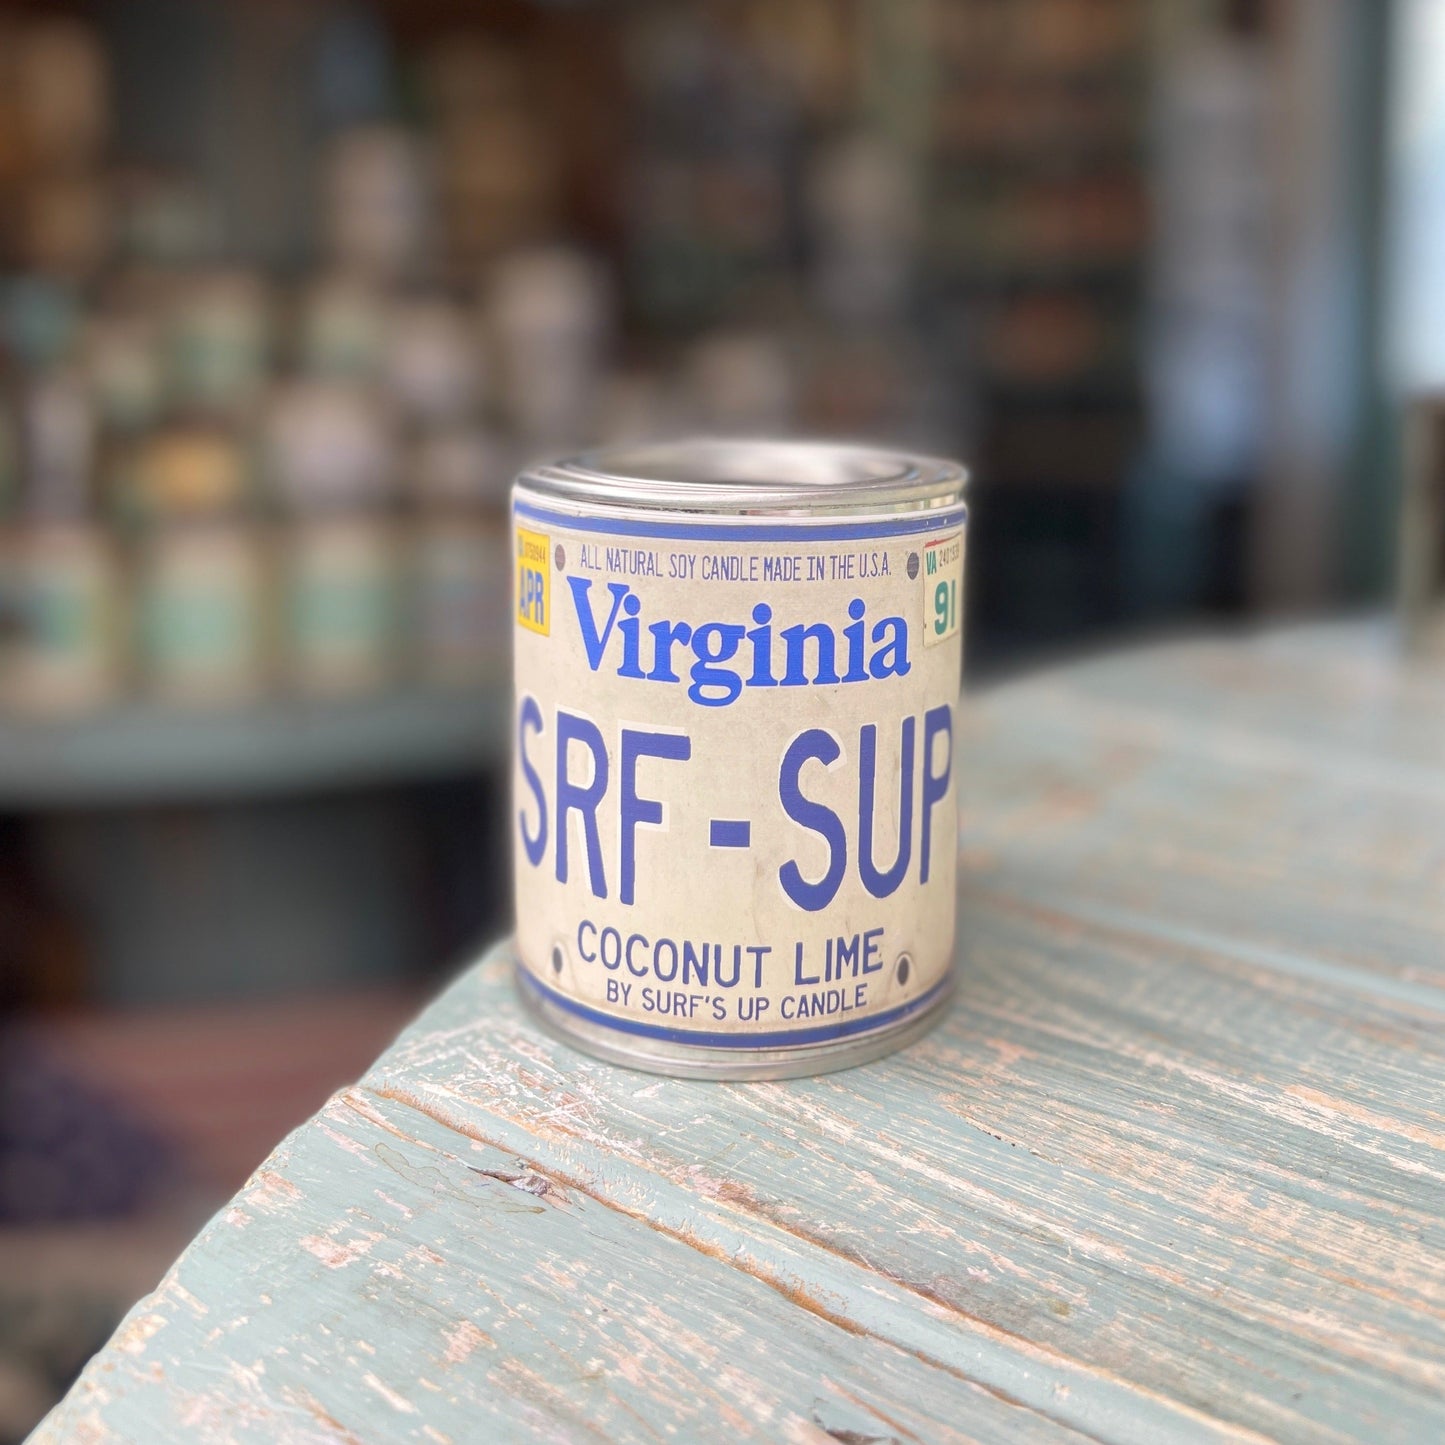 ALL NATURAL SOY CANDLE MADE IN THE U.S.A.
APR
VA
91
Virginia
SRF-SUP
COCONUT LIME
BY SURF'S UP CANDLE